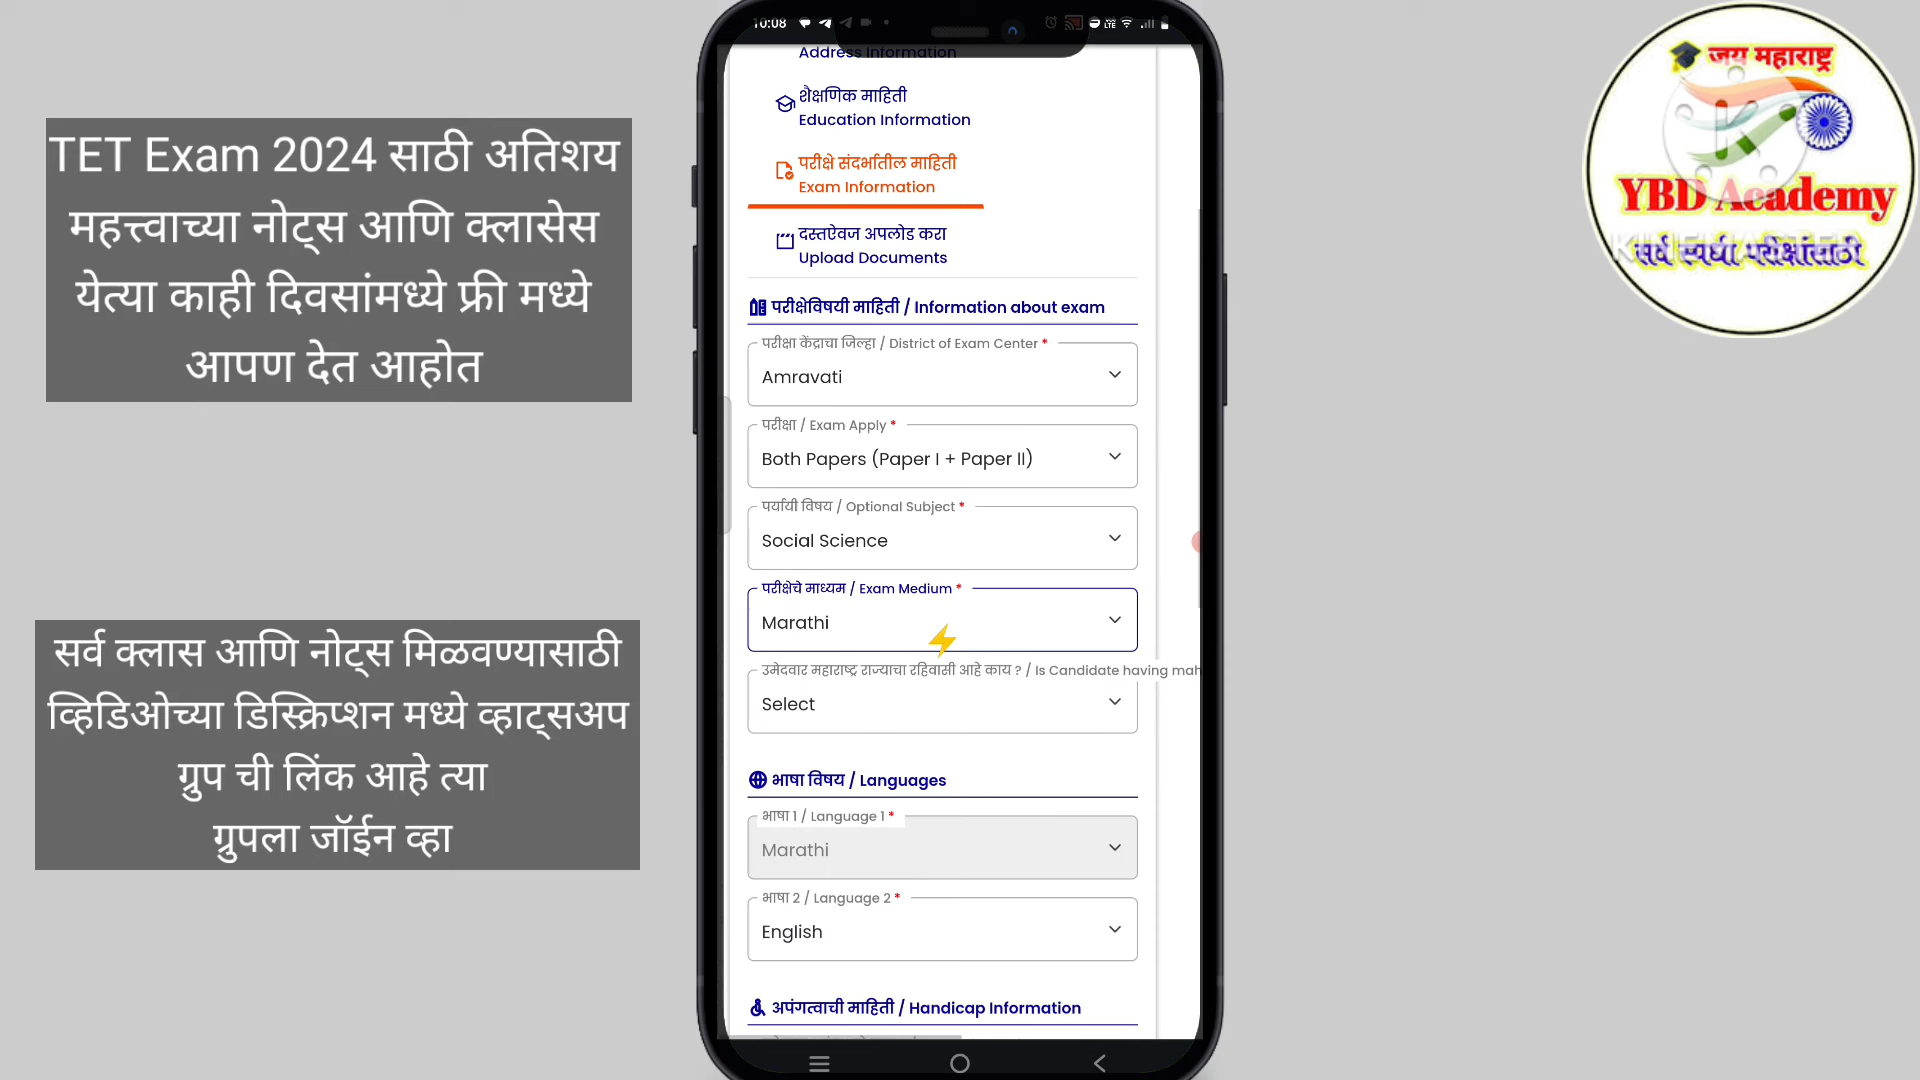 TET Exam 2024 साठी अतिशय
महत्त्वाच्या नोट्स आणि क्लासेस
येत्या काही दिवसांमध्ये फ्री मध्ये
आपण देत आहोत
सर्व क्लास आणि नोट्स मिळवण्यासाठी
व्हिडिओच्या डिस्क्रिप्शन मध्ये व्हाट्सअप
ग्रुप ची लिंक आहे त्या
ग्रुपला जॉईन व्हा
10:08
LTE
Address Information
शैक्षणिक माहिती
Education Information
परीक्षे संदर्भातील माहिती
Exam Information
दस्तऐवज अपलोड करा
Upload Documents
परीक्षेविषयी माहिती / Information about exam
परीक्षा केंद्राचा जिल्हा / District of Exam Center *
Amravati
परीक्षा / Exam Apply *
Both Papers (Paper I + Paper II)
पर्यायी विषय / Optional Subject *
Social Science
परीक्षेचे माध्यम / Exam Medium *
Marathi
उमेदवार महाराष्ट्र राज्याचा रहिवासी आहे काय ? / Is Candidate having mah
Select
भाषा विषय / Languages
भाषा 1 / Language 1 *
Marathi
भाषा 2 / Language 2 *
English
अपंगत्वाची माहिती / Handicap Information
जय महाराष्ट्र
YBD Academy
सर्व स्पर्धा परीक्षांसाठी